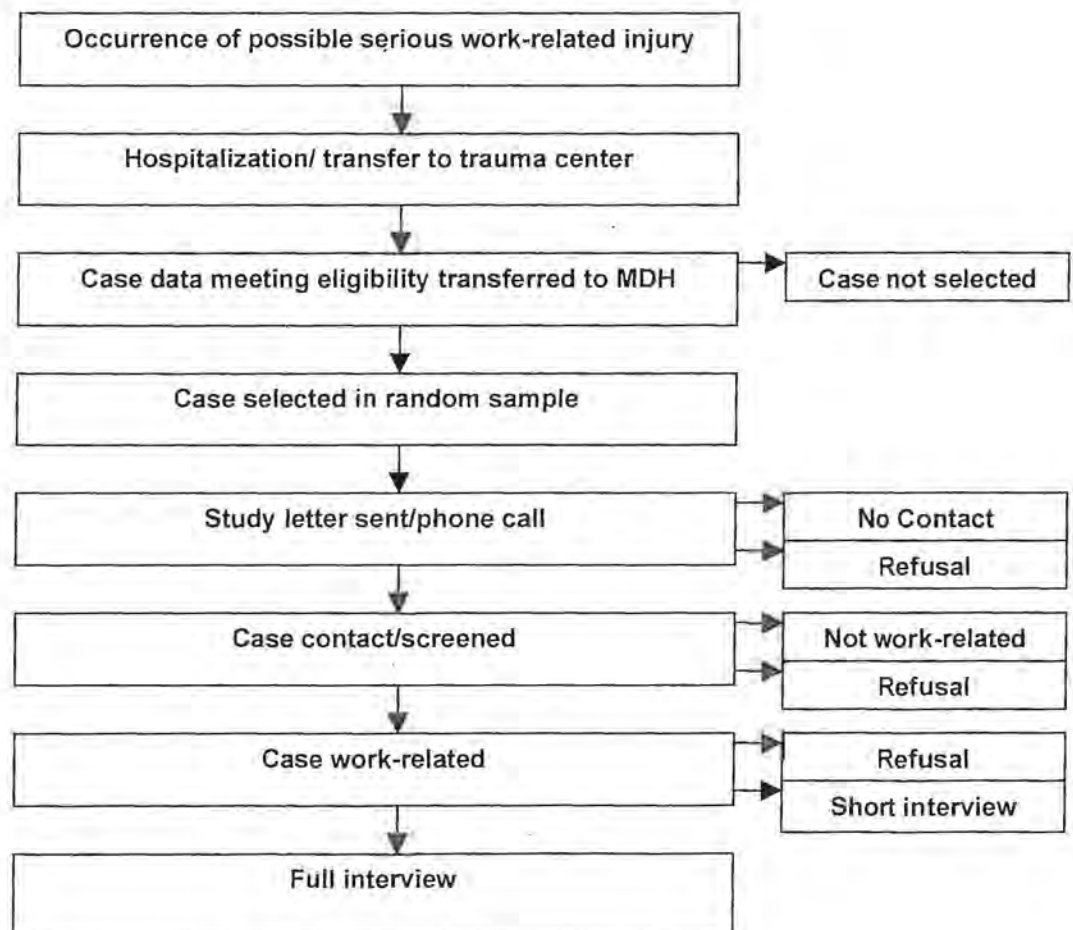 Occurrence of possible serious work-related injury
Hospitalization/ transfer to trauma center
Case data meeting eligibility transferred to MDH
Case not selected
Case selected in random sample
Study letter sent/phone call
No Contact
Refusal
Case contact/screened
Not work-related
Refusal
Case work-related
Refusal
Short interview
Full interview